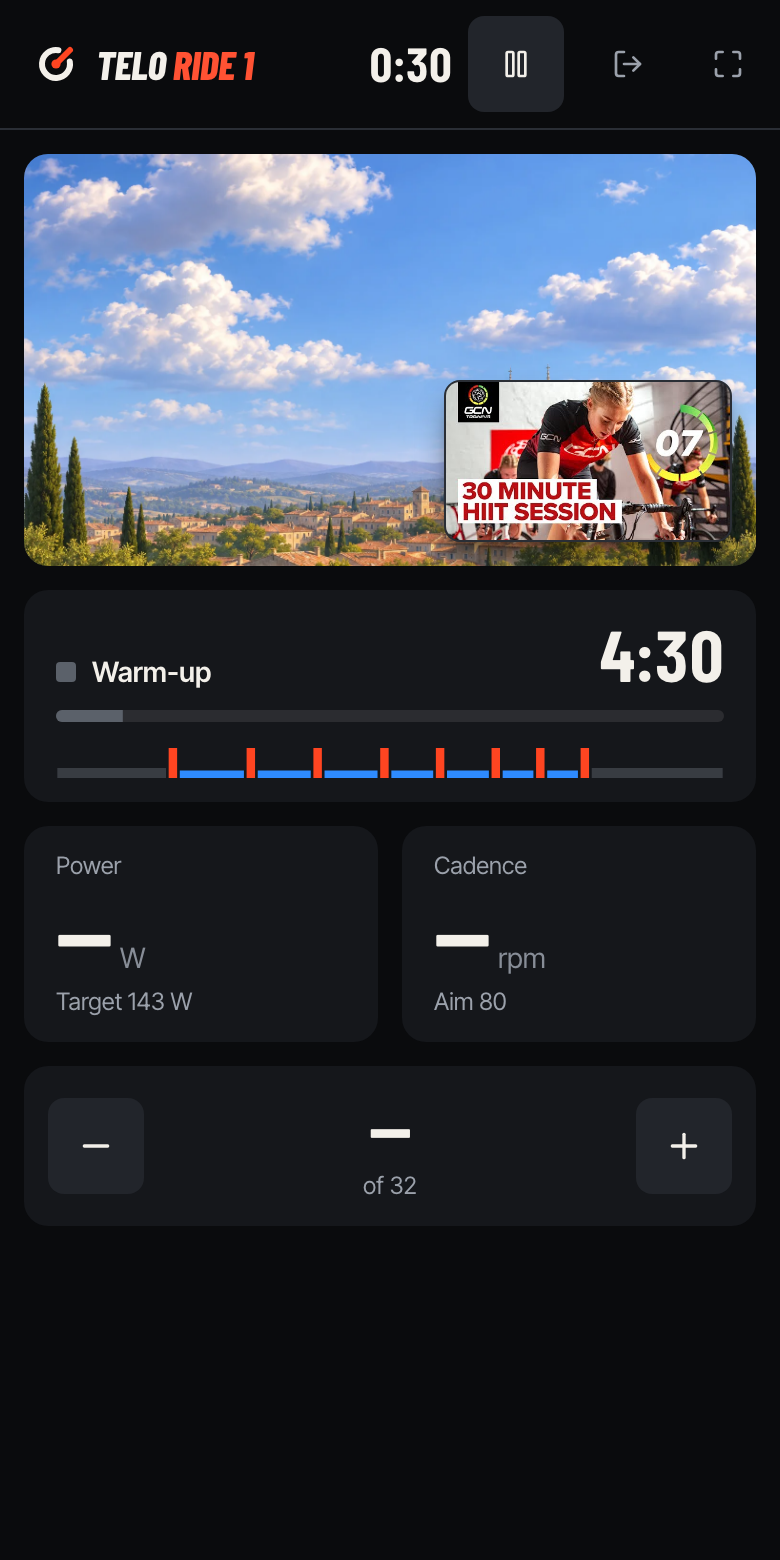 TELO RIDE 1
0:30
GCN
GCN
07
30 MINUTE
HIIT SESSION
Warm-up
4:30
Power
Cadence
— W
— rpm
Target 143 W
Aim 80
—
of 32